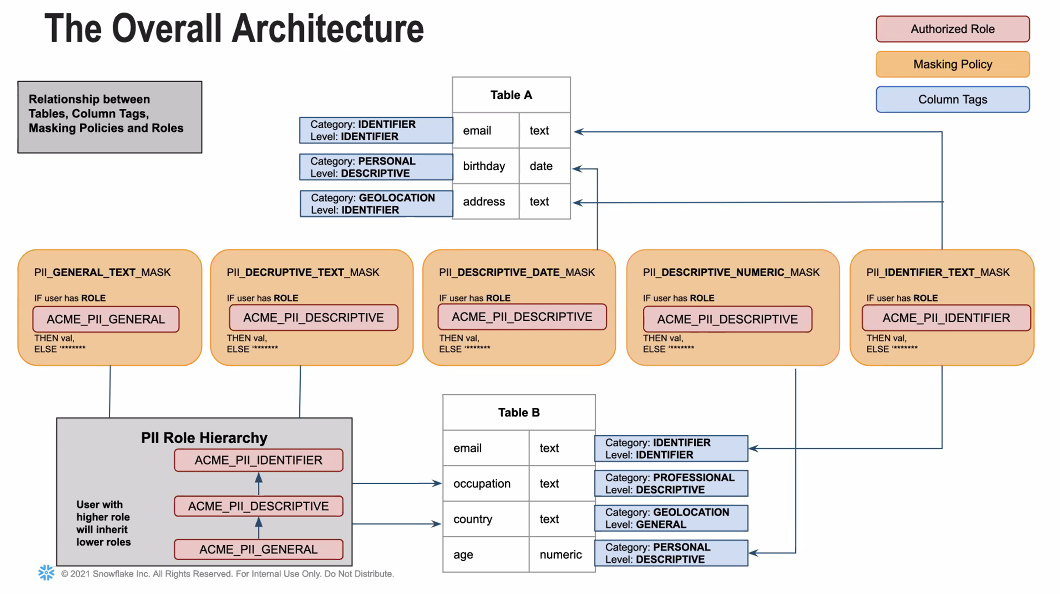 The Overall Architecture
Authorized Role
Masking Policy
Column Tags
Relationship between
Tables, Column Tags,
Masking Policies and Roles
Table A
Category: IDENTIFIER
Level: IDENTIFIER
email
text
Category: PERSONAL
Level: DESCRIPTIVE
birthday
date
Category: GEOLOCATION
Level: IDENTIFIER
address
text
PII_GENERAL_TEXT_MASK
IF user has ROLE
ACME_PII_GENERAL
THEN val,
ELSE '*******
PII_DECRUPTIVE_TEXT_MASK
IF user has ROLE
ACME_PII_DESCRIPTIVE
THEN val,
ELSE '*******
PII_DESCRIPTIVE_DATE_MASK
IF user has ROLE
ACME_PII_DESCRIPTIVE
THEN val,
ELSE '*******
PII_DESCRIPTIVE_NUMERIC_MASK
IF user has ROLE
ACME_PII_DESCRIPTIVE
THEN val,
ELSE '*******
PII_IDENTIFIER_TEXT_MASK
IF user has ROLE
ACME_PII_IDENTIFIER
THEN val,
ELSE '*******
PII Role Hierarchy
ACME_PII_IDENTIFIER
ACME_PII_DESCRIPTIVE
ACME_PII_GENERAL
User with
higher role
will inherit
lower roles
Table B
email
text
Category: IDENTIFIER
Level: IDENTIFIER
occupation
text
Category: PROFESSIONAL
Level: DESCRIPTIVE
country
text
Category: GEOLOCATION
Level: GENERAL
age
numeric
Category: PERSONAL
Level: DESCRIPTIVE
© 2021 Snowflake Inc. All Rights Reserved. For Internal Use Only. Do Not Distribute.